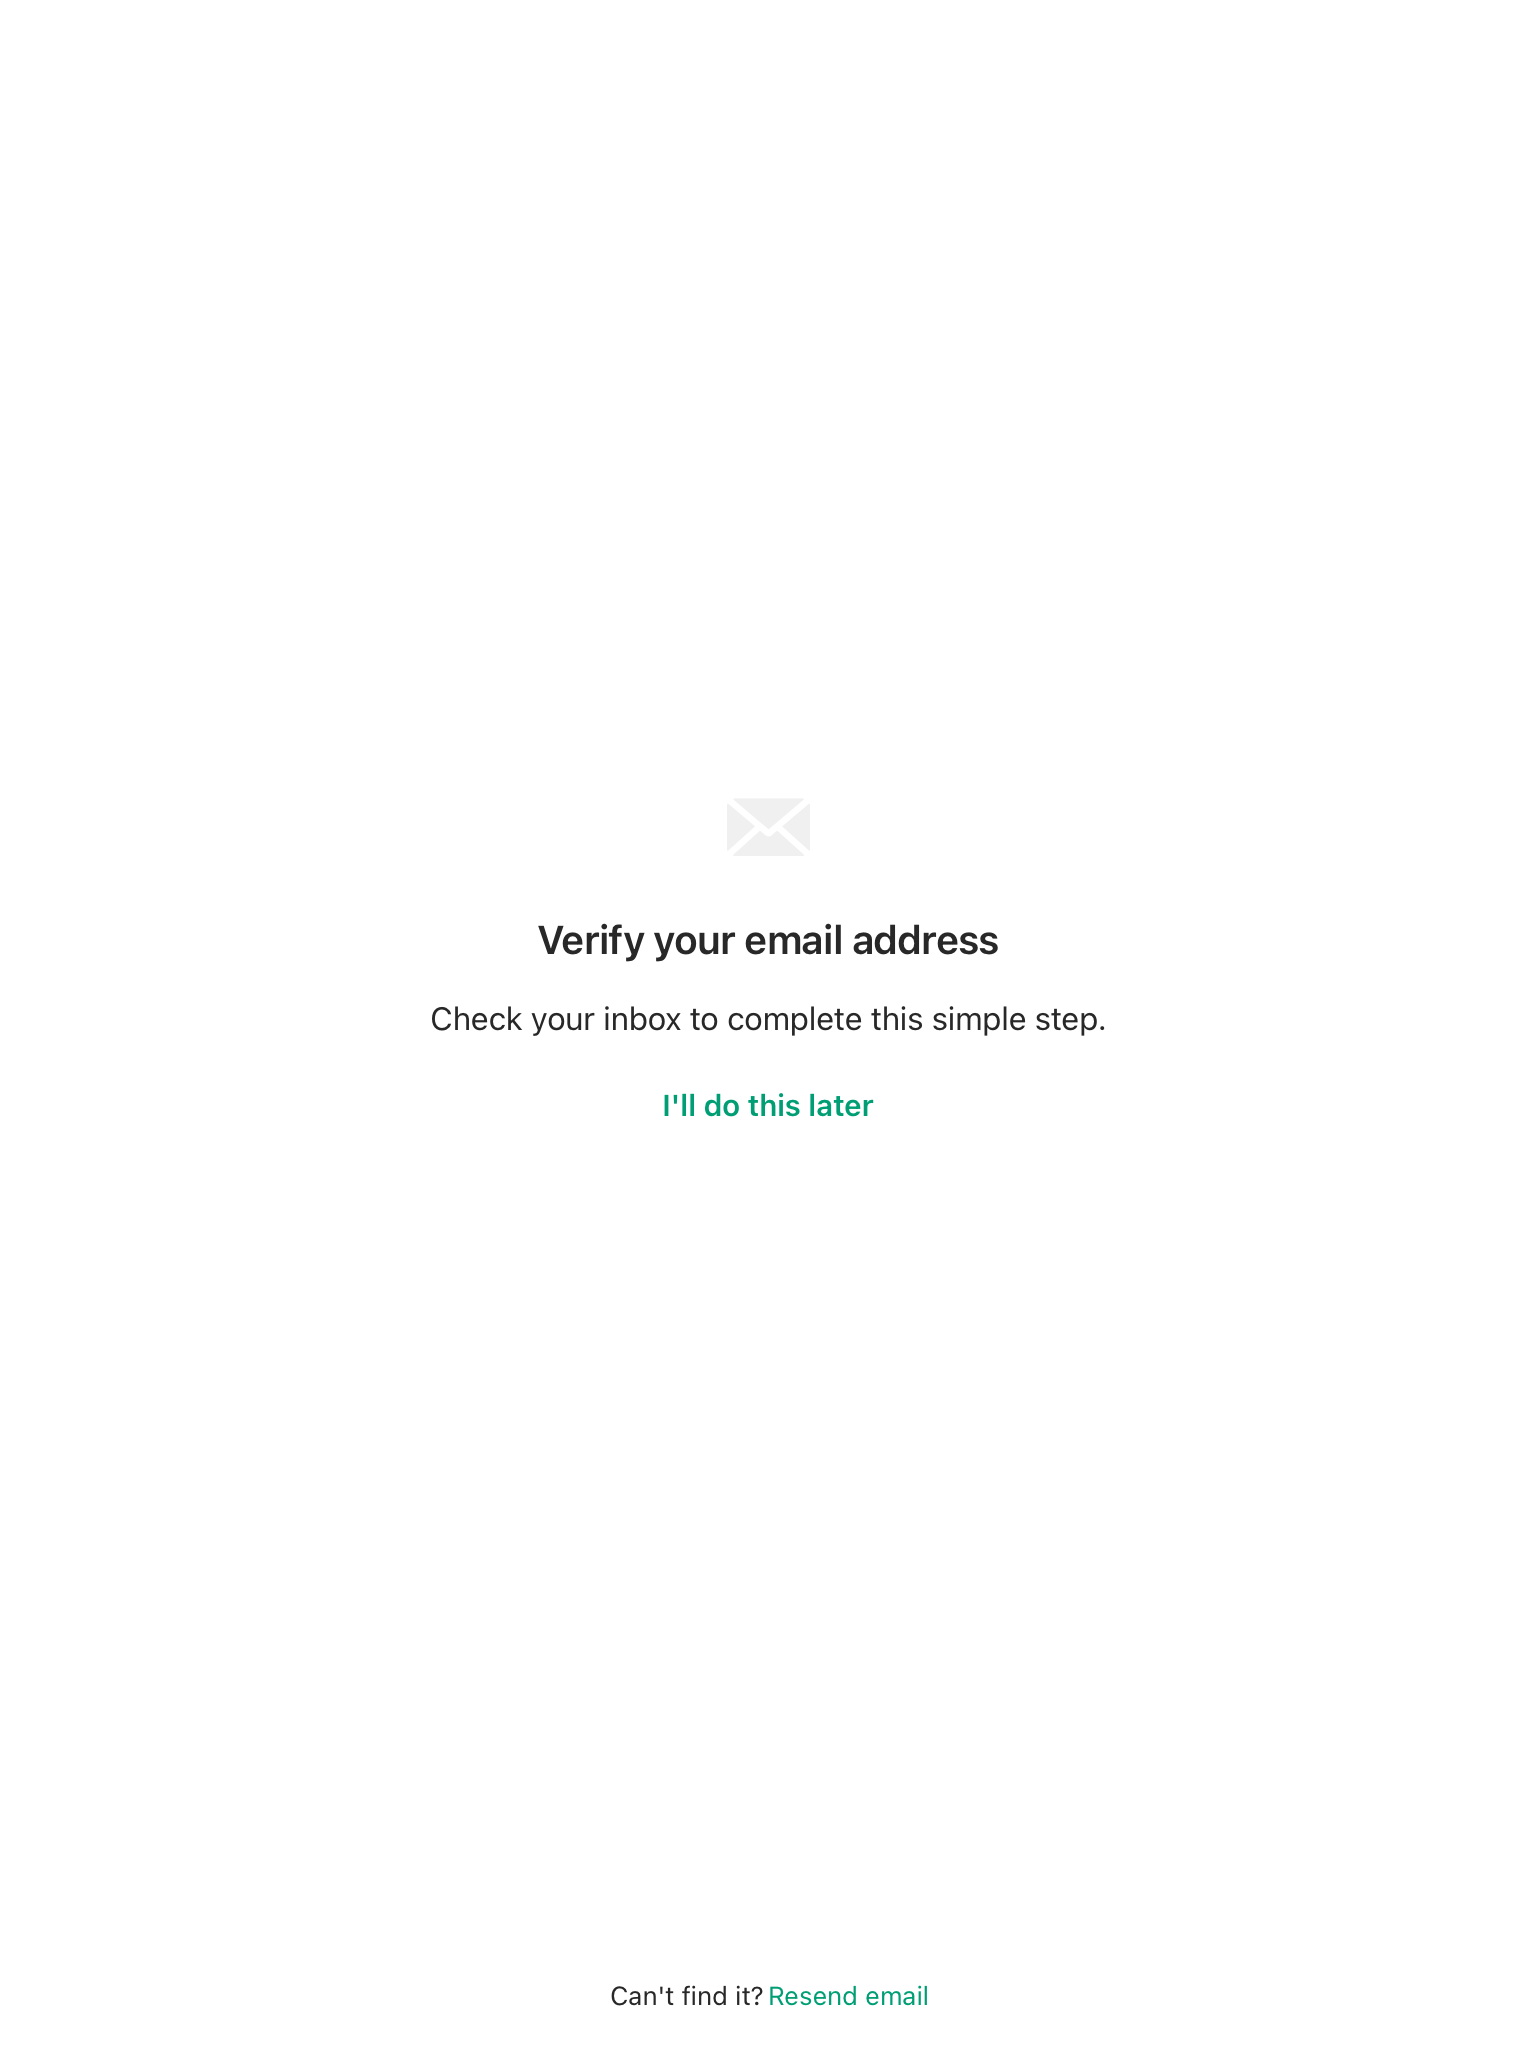 Verify your email address
Check your inbox to complete this simple step.
I'll do this later
Can't find it? Resend email